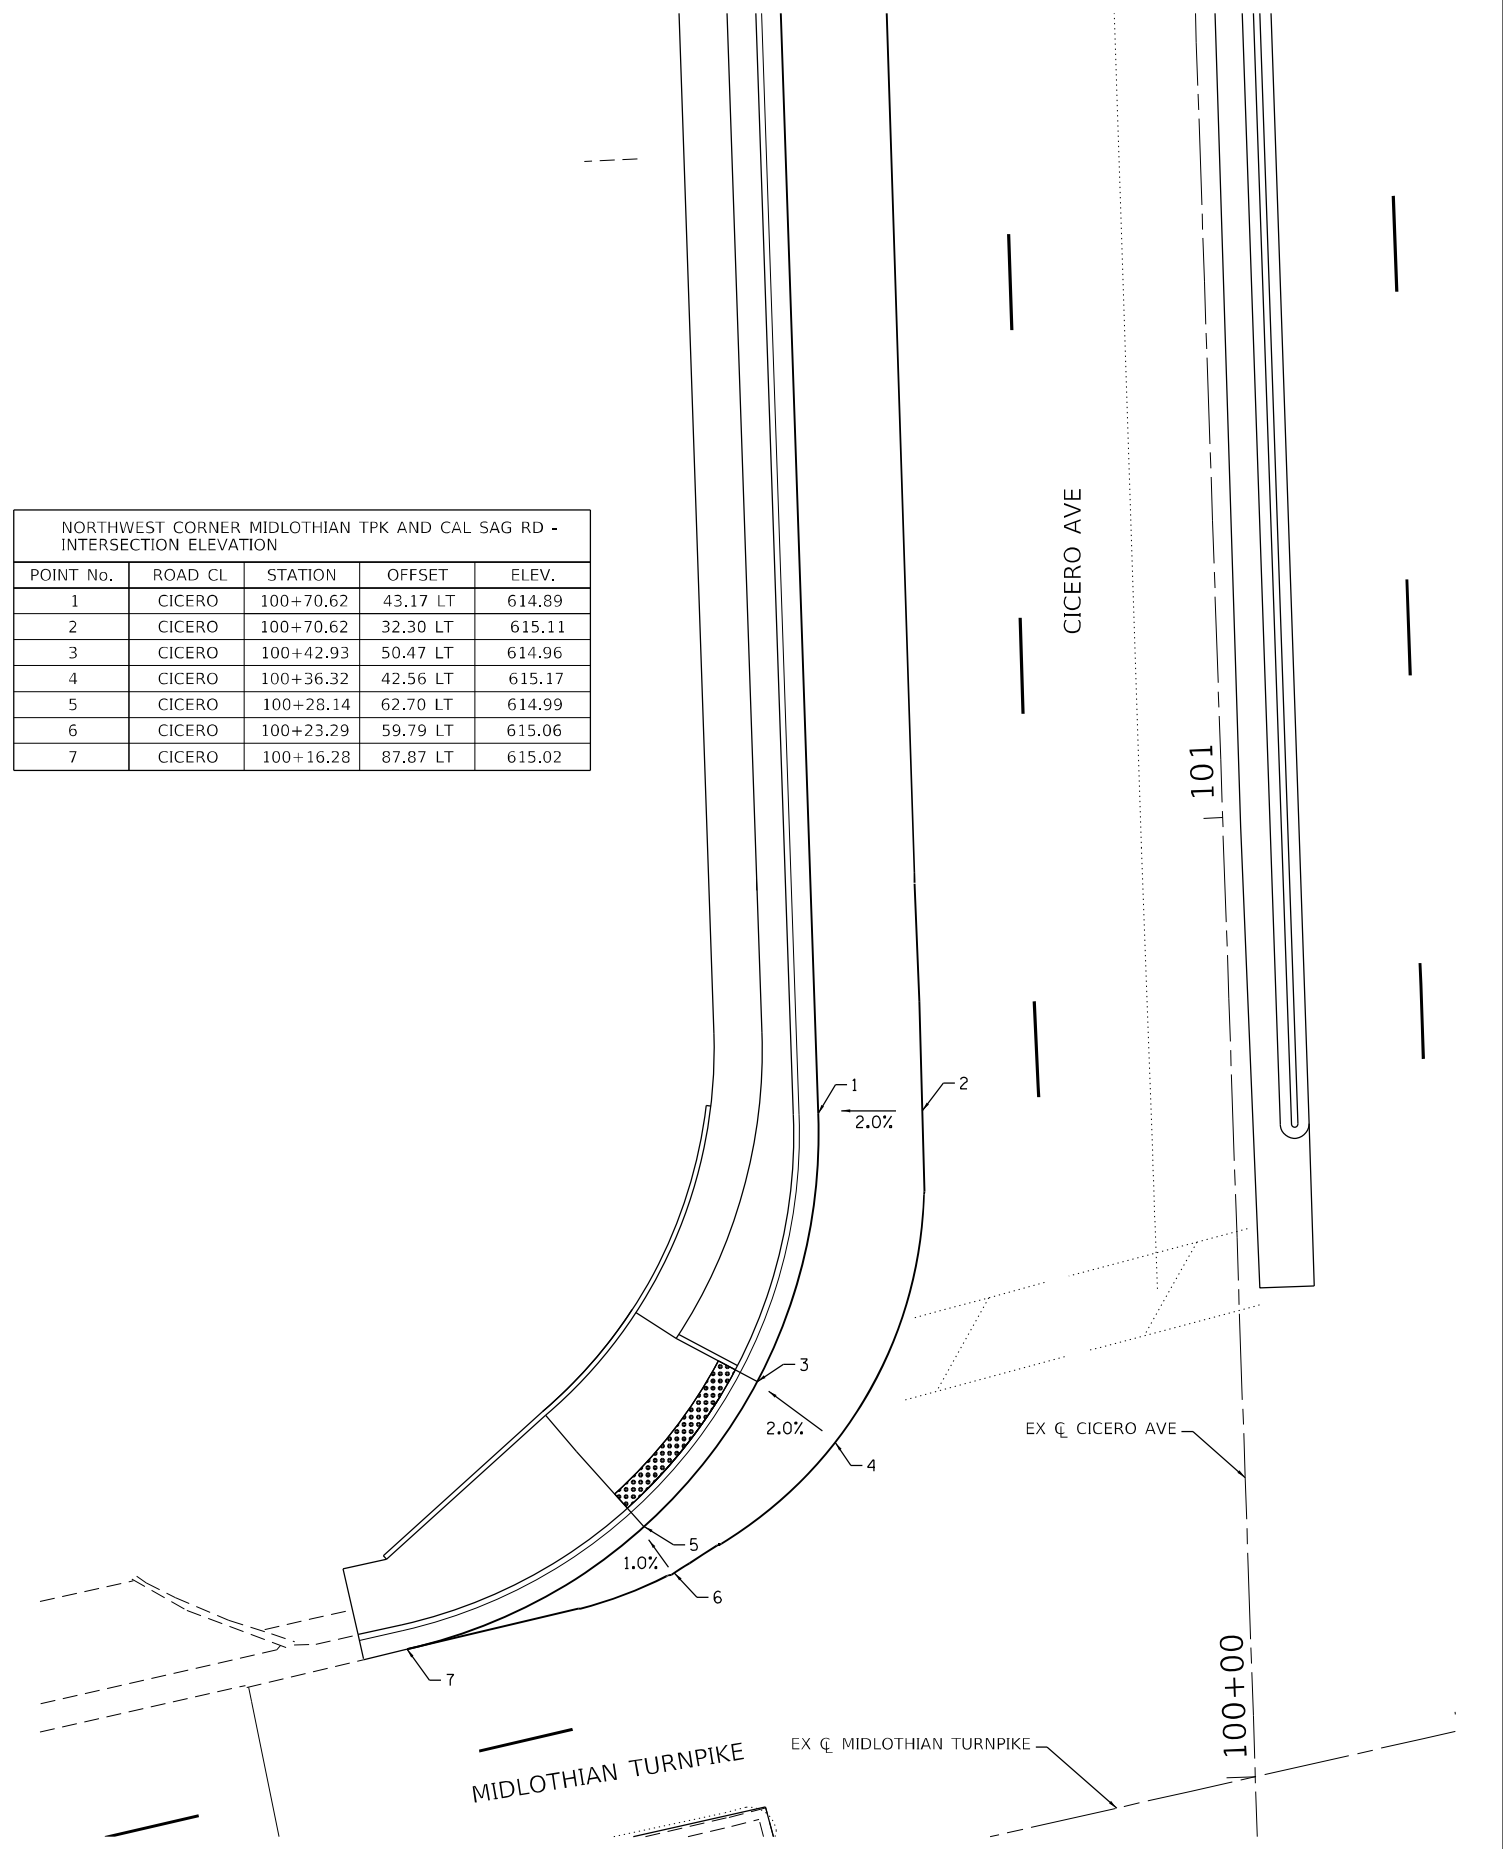 NORTHWEST CORNER MIDLOTHIAN TPK AND CAL SAG RD -
INTERSECTION ELEVATION
POINT No. ROAD CL STATION OFFSET ELEV.
1 CICERO 100+70.62 43.17 LT 614.89
2 CICERO 100+70.62 32.30 LT 615.11
3 CICERO 100+42.93 50.47 LT 614.96
4 CICERO 100+36.32 42.56 LT 615.17
5 CICERO 100+28.14 62.70 LT 614.99
6 CICERO 100+23.29 59.79 LT 615.06
7 CICERO 100+16.28 87.87 LT 615.02
CICERO AVE
101
1
2
2.0%
3
2.0%
4
EX ℄ CICERO AVE
5
1.0%
6
7
100+00
MIDLOTHIAN TURNPIKE
EX ℄ MIDLOTHIAN TURNPIKE